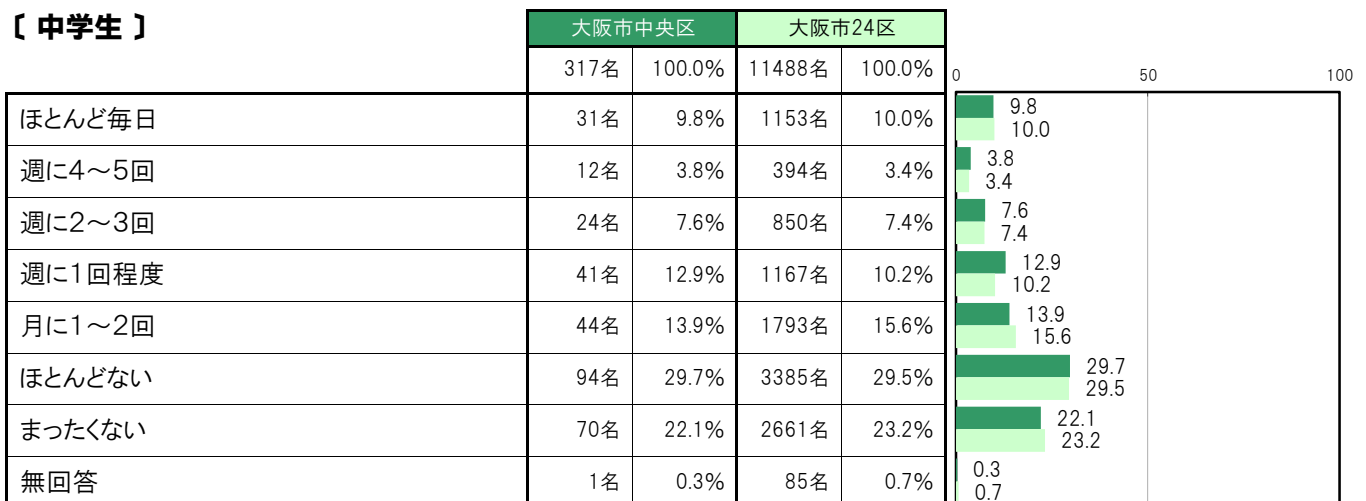 〔 中学生 〕
大阪市中央区 大阪市24区
317名 100.0% 11488名 100.0%
0 50 100
ほとんど毎日 31名 9.8% 1153名 10.0%
9.8
10.0
週に4～5回 12名 3.8% 394名 3.4%
3.8
3.4
週に2～3回 24名 7.6% 850名 7.4%
7.6
7.4
週に1回程度 41名 12.9% 1167名 10.2%
12.9
10.2
月に1～2回 44名 13.9% 1793名 15.6%
13.9
15.6
ほとんどない 94名 29.7% 3385名 29.5%
29.7
29.5
まったくない 70名 22.1% 2661名 23.2%
22.1
23.2
無回答 1名 0.3% 85名 0.7%
0.3
0.7